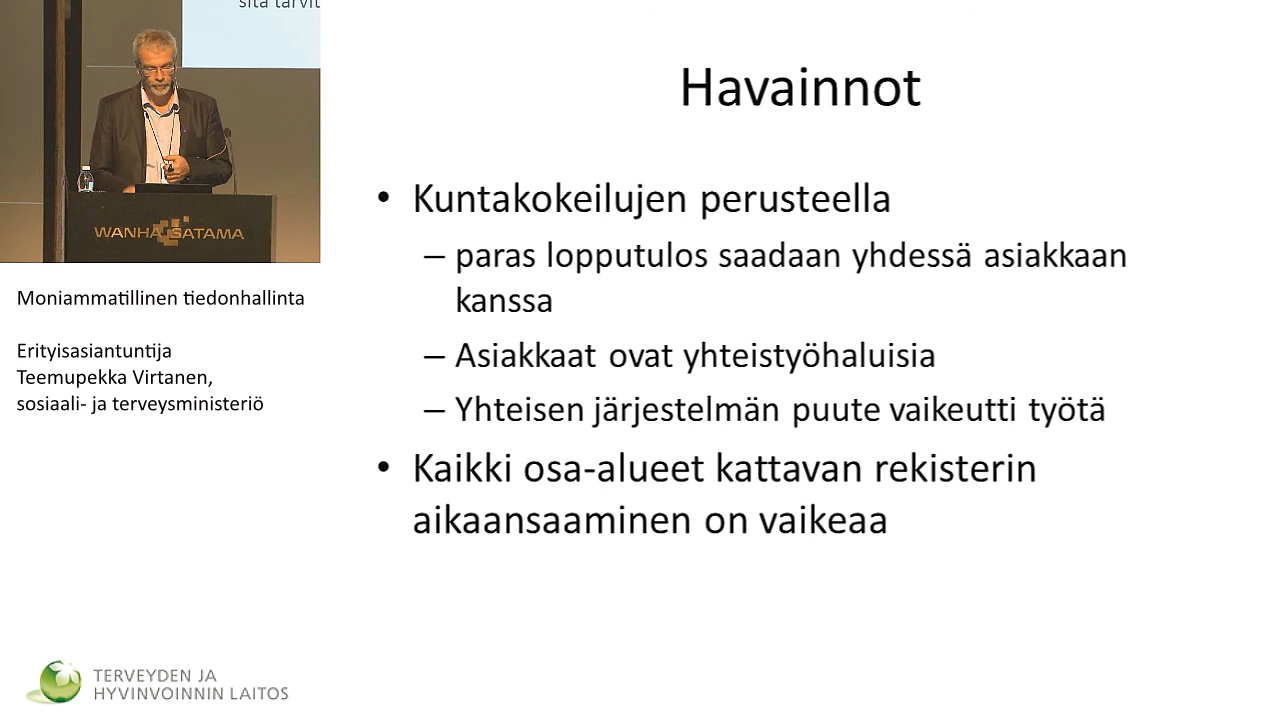 sitä tarvit
WANHA SATAMA
Moniammatillinen tiedonhallinta
Erityisasiantuntija
Teemupekka Virtanen,
sosiaali- ja terveysministeriö
Havainnot
• Kuntakokeilujen perusteella
– paras lopputulos saadaan yhdessä asiakkaan
kanssa
– Asiakkaat ovat yhteistyöhaluisia
– Yhteisen järjestelmän puute vaikeutti työtä
• Kaikki osa-alueet kattavan rekisterin
aikaansaaminen on vaikeaa
TERVEYDEN JA
HYVINVOINNIN LAITOS